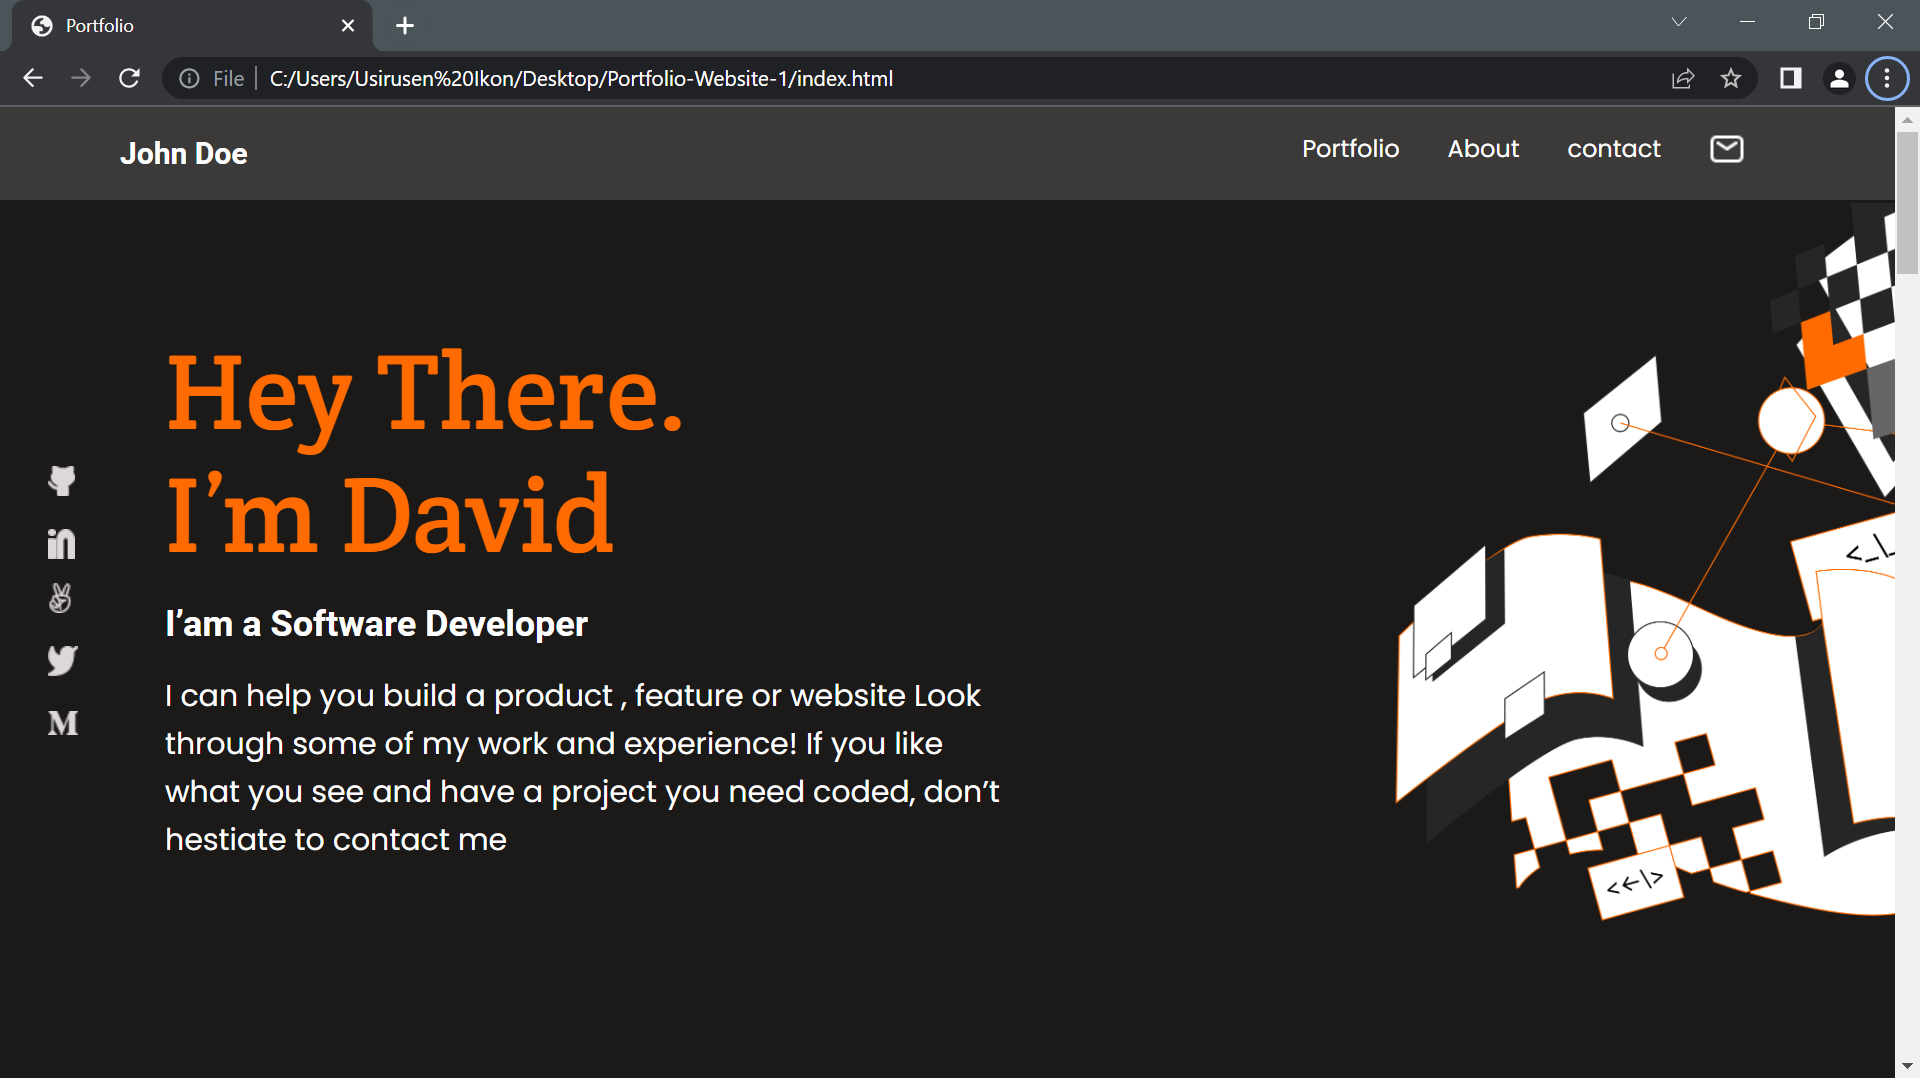 Portfolio
File
C:/Users/Usirusen%20Ikon/Desktop/Portfolio-Website-1/index.html
John Doe
Portfolio About contact
Hey There.
I’m David
I’am a Software Developer
I can help you build a product , feature or website Look
through some of my work and experience! If you like
what you see and have a project you need coded, don’t
hestiate to contact me
in
M
<_\_
<←\>